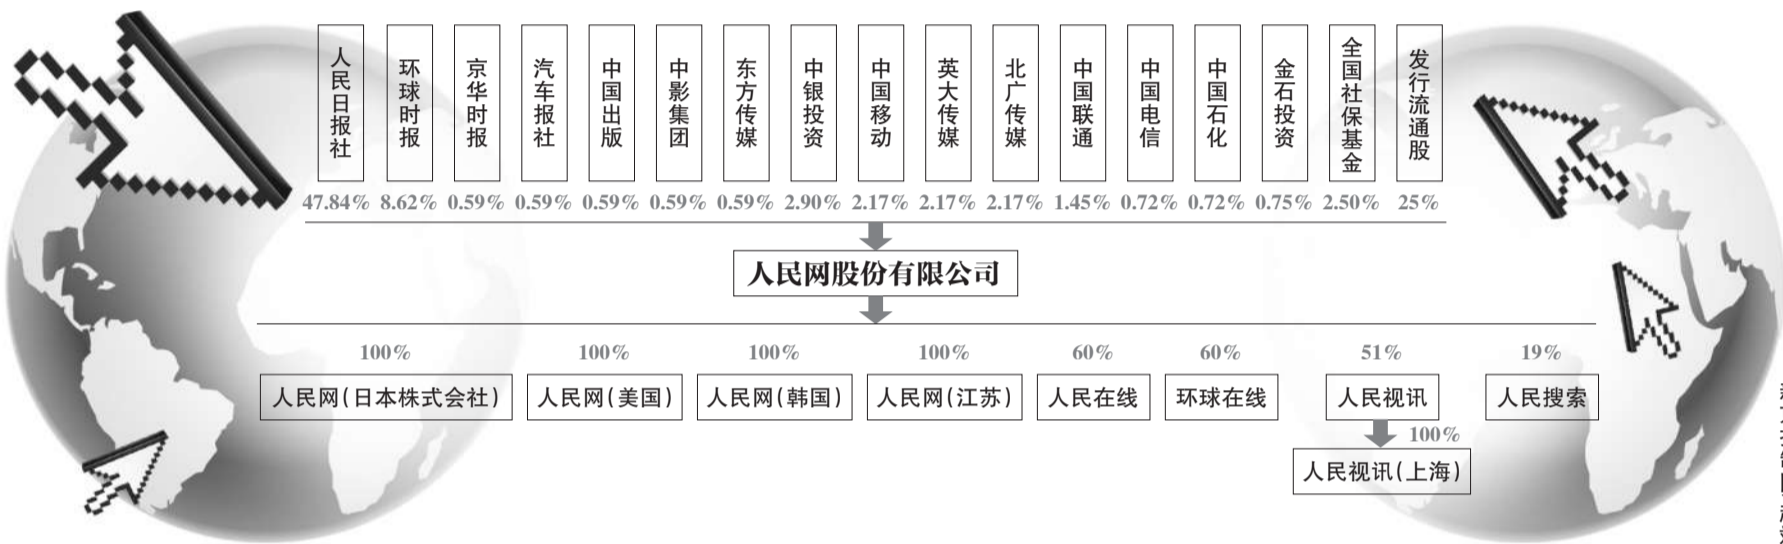 人民日报社
环球时报
京华时报
汽车报社
中国出版
中影集团
东方传媒
中银投资
中国移动
英大传媒
北广传媒
中国联通
中国电信
中国石化
金石投资
全国社保基金
发行流通股
47.84% 8.62% 0.59% 0.59% 0.59% 0.59% 0.59% 2.90% 2.17% 2.17% 2.17% 1.45% 0.72% 0.72% 0.75% 2.50% 25%
人民网股份有限公司
100% 100% 100% 100% 60% 60% 51% 19%
人民网(日本株式会社) 人民网(美国) 人民网(韩国) 人民网(江苏) 人民在线 环球在线 人民视讯 人民搜索
100%
人民视讯(上海)